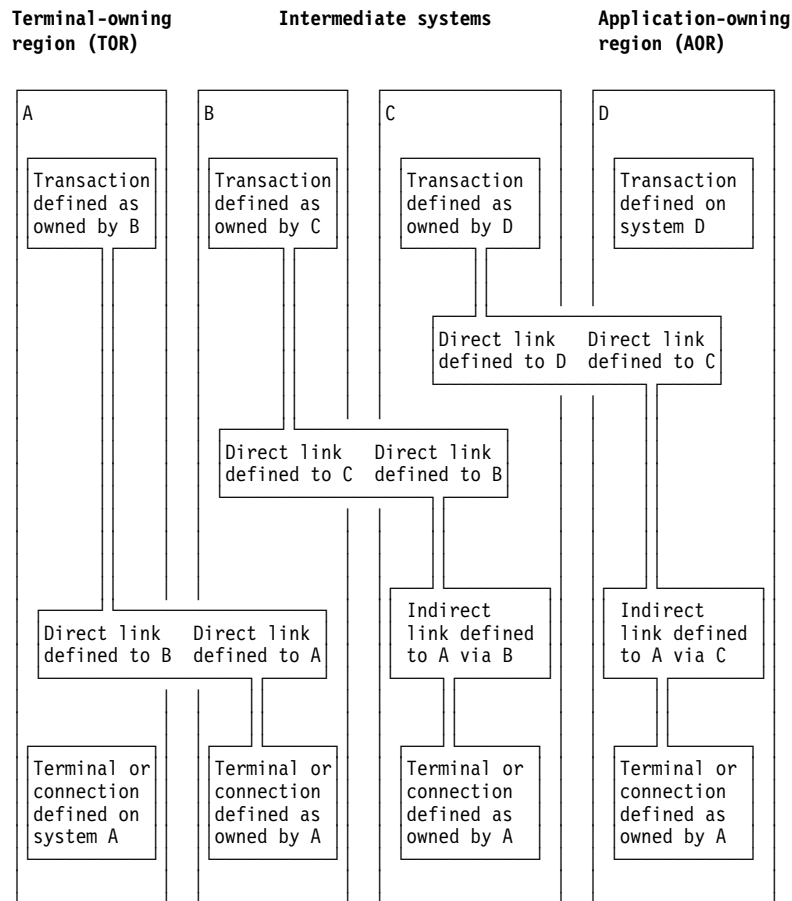 Terminal-owning
region (TOR)
Intermediate systems
Application-owning
region (AOR)
A
B
C
D
Transaction
defined as
owned by B
Transaction
defined as
owned by C
Transaction
defined as
owned by D
Transaction
defined on
system D
Direct link
defined to D
Direct link
defined to C
Direct link
defined to C
Direct link
defined to B
Direct link
defined to B
Direct link
defined to A
Indirect
link defined
to A via B
Indirect
link defined
to A via C
Terminal or
connection
defined on
system A
Terminal or
connection
defined as
owned by A
Terminal or
connection
defined as
owned by A
Terminal or
connection
defined as
owned by A